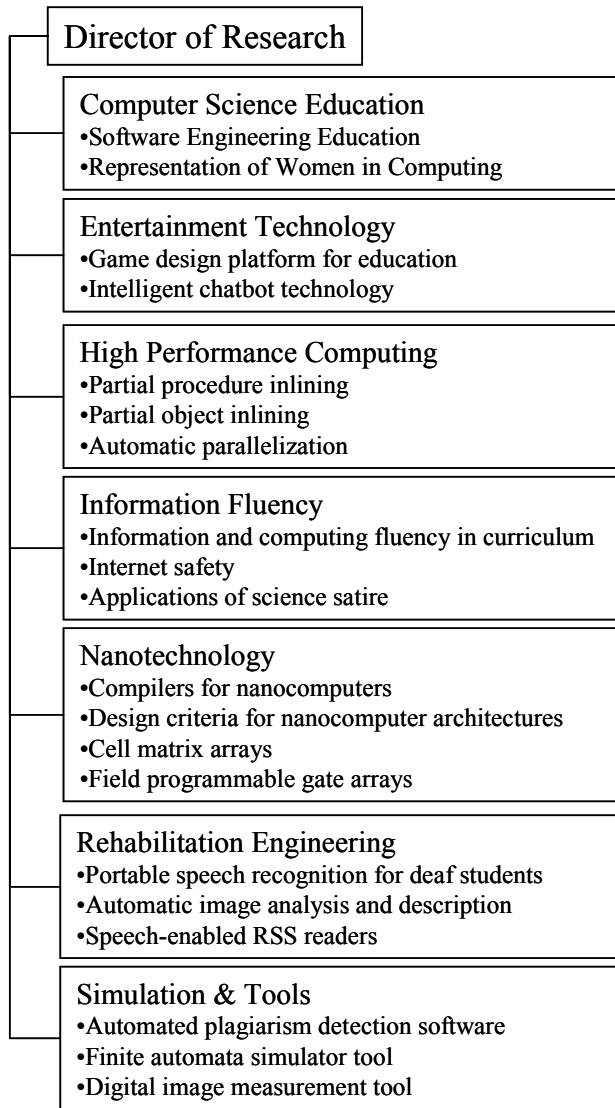 Director of Research
Computer Science Education
•Software Engineering Education
•Representation of Women in Computing
Entertainment Technology
•Game design platform for education
•Intelligent chatbot technology
High Performance Computing
•Partial procedure inlining
•Partial object inlining
•Automatic parallelization
Information Fluency
•Information and computing fluency in curriculum
•Internet safety
•Applications of science satire
Nanotechnology
•Compilers for nanocomputers
•Design criteria for nanocomputer architectures
•Cell matrix arrays
•Field programmable gate arrays
Rehabilitation Engineering
•Portable speech recognition for deaf students
•Automatic image analysis and description
•Speech-enabled RSS readers
Simulation & Tools
•Automated plagiarism detection software
•Finite automata simulator tool
•Digital image measurement tool